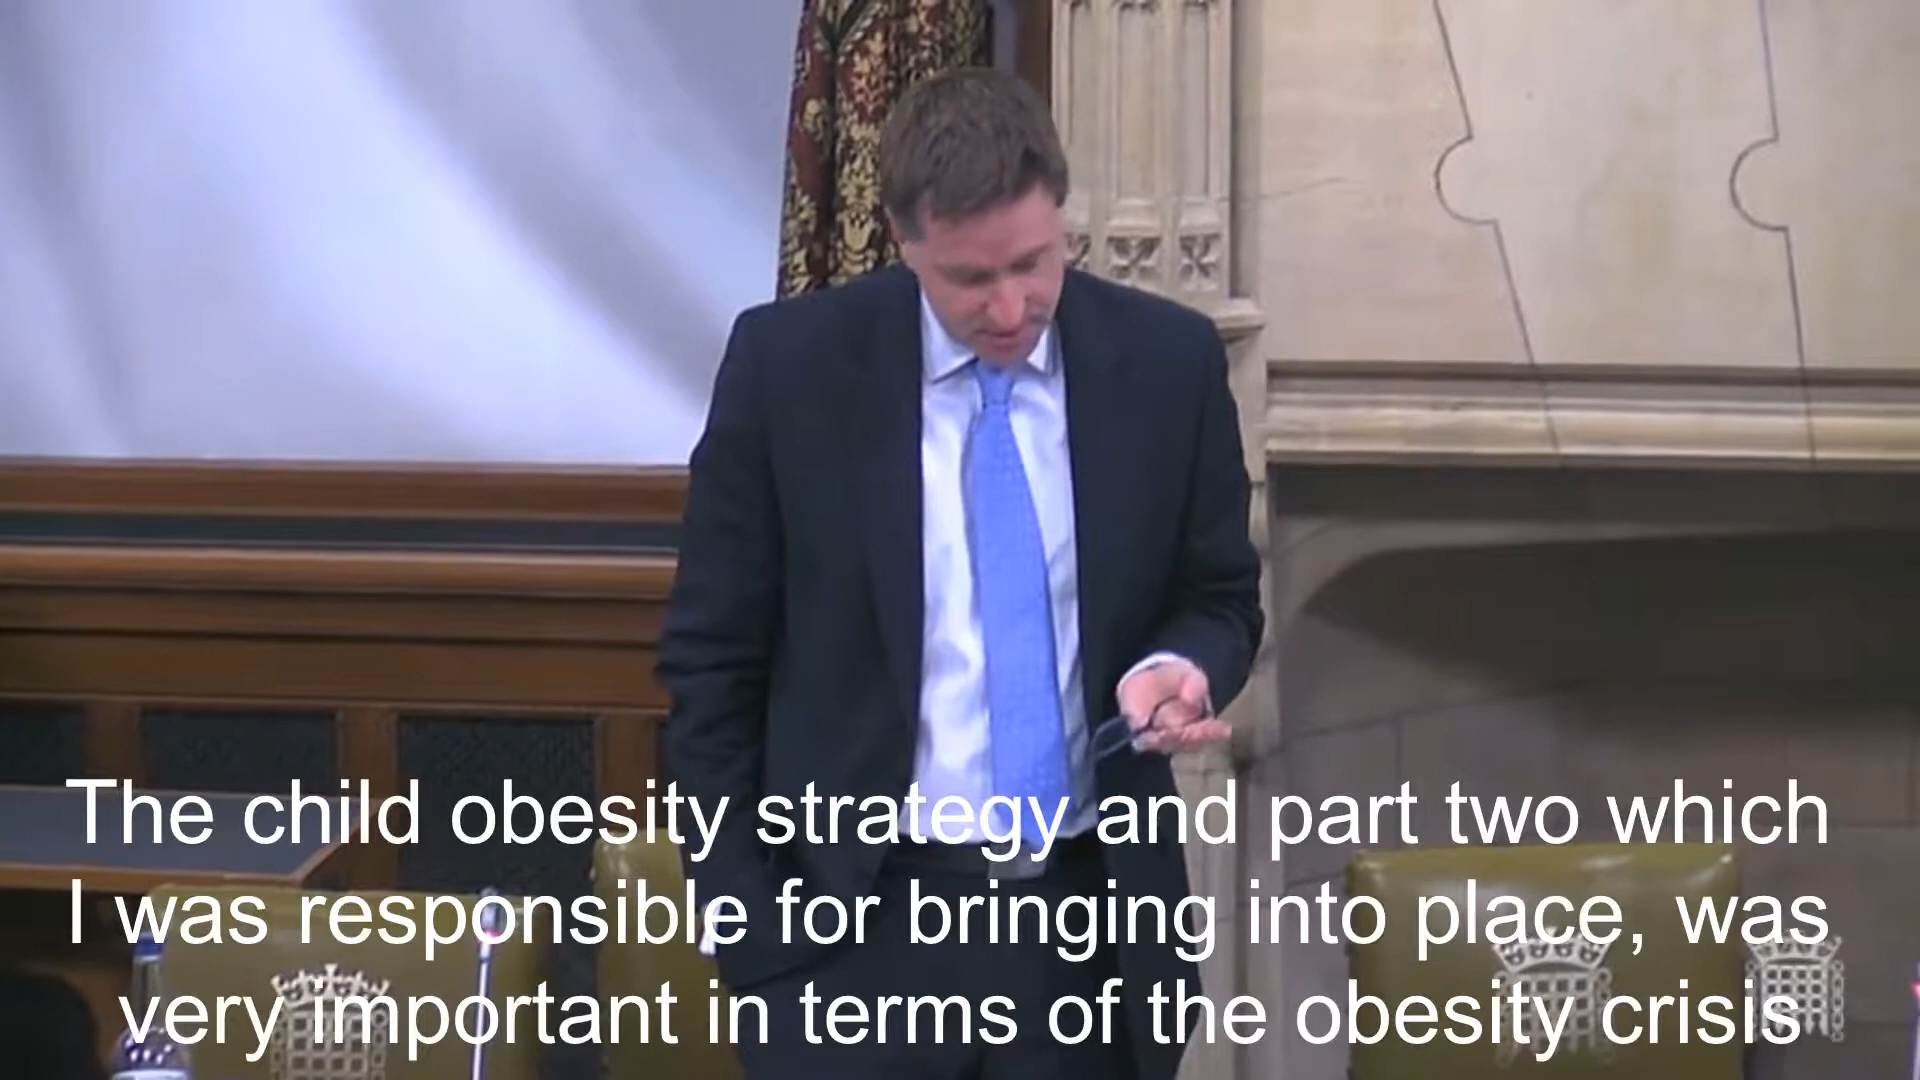 The child obesity strategy and part two which
I was responsible for bringing into place, was
very important in terms of the obesity crisis